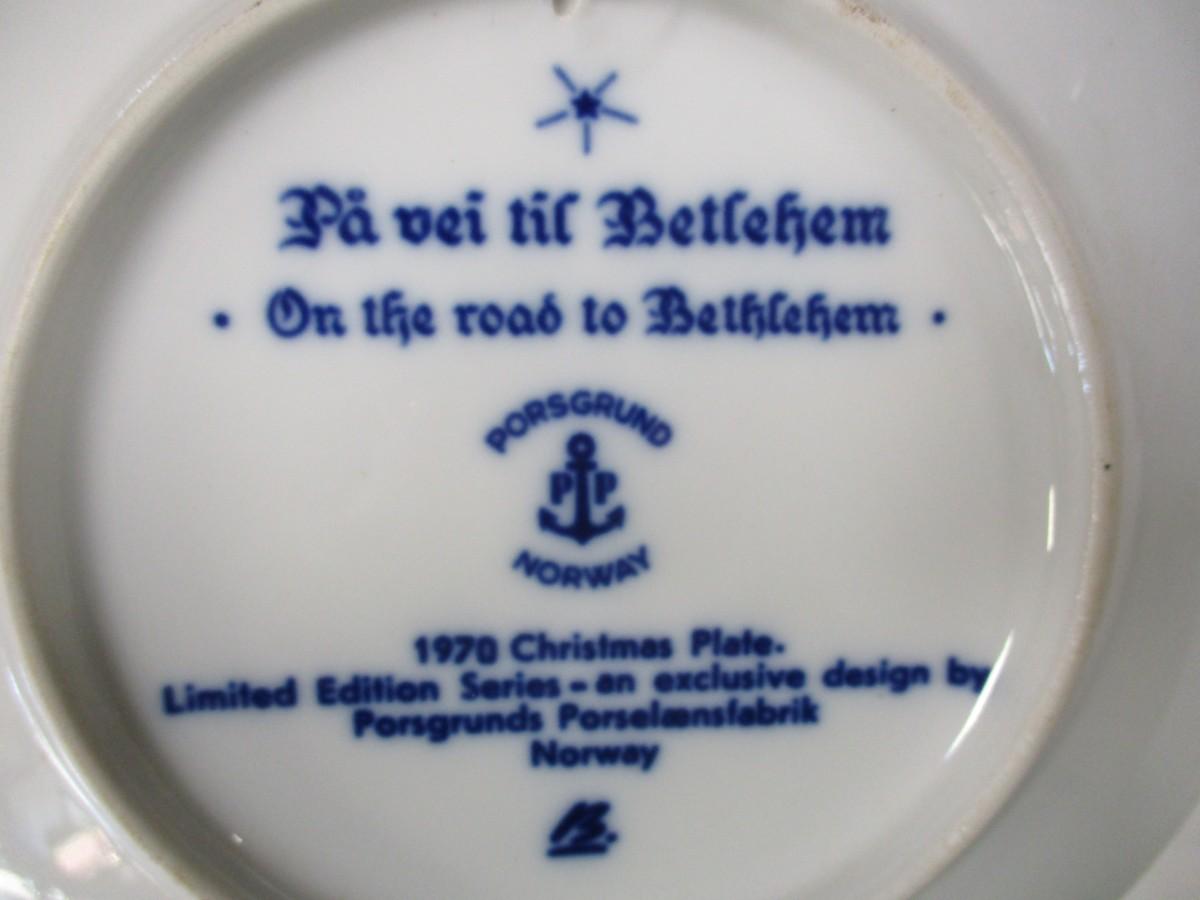 På vei til Betlehem
• On the road to Bethlehem •
PORSGRUND
P P
NORWAY
1970 Christmas Plate.
Limited Edition Series - an exclusive design by
Porsgrunds Porselænsfabrik
Norway